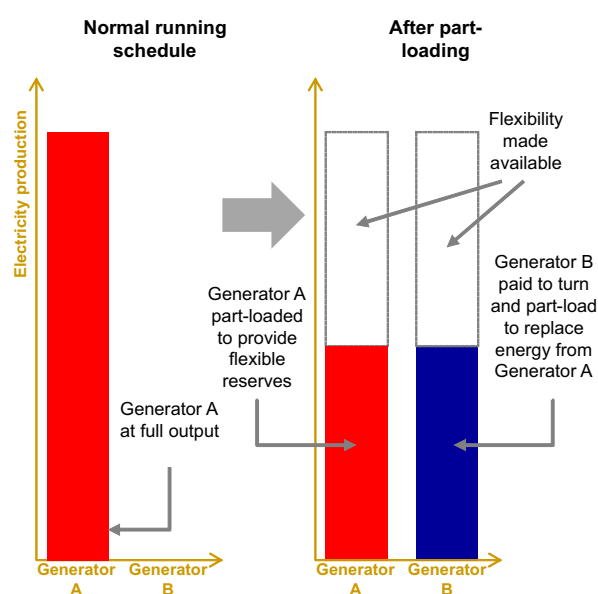 Normal running
schedule
After part-
loading
Electricity production
Flexibility
made
available
Generator A
part-loaded
to provide
flexible
reserves
Generator B
paid to turn
and part-load
to replace
energy from
Generator A
Generator A
at full output
Generator
A
Generator
B
Generator
A
Generator
B